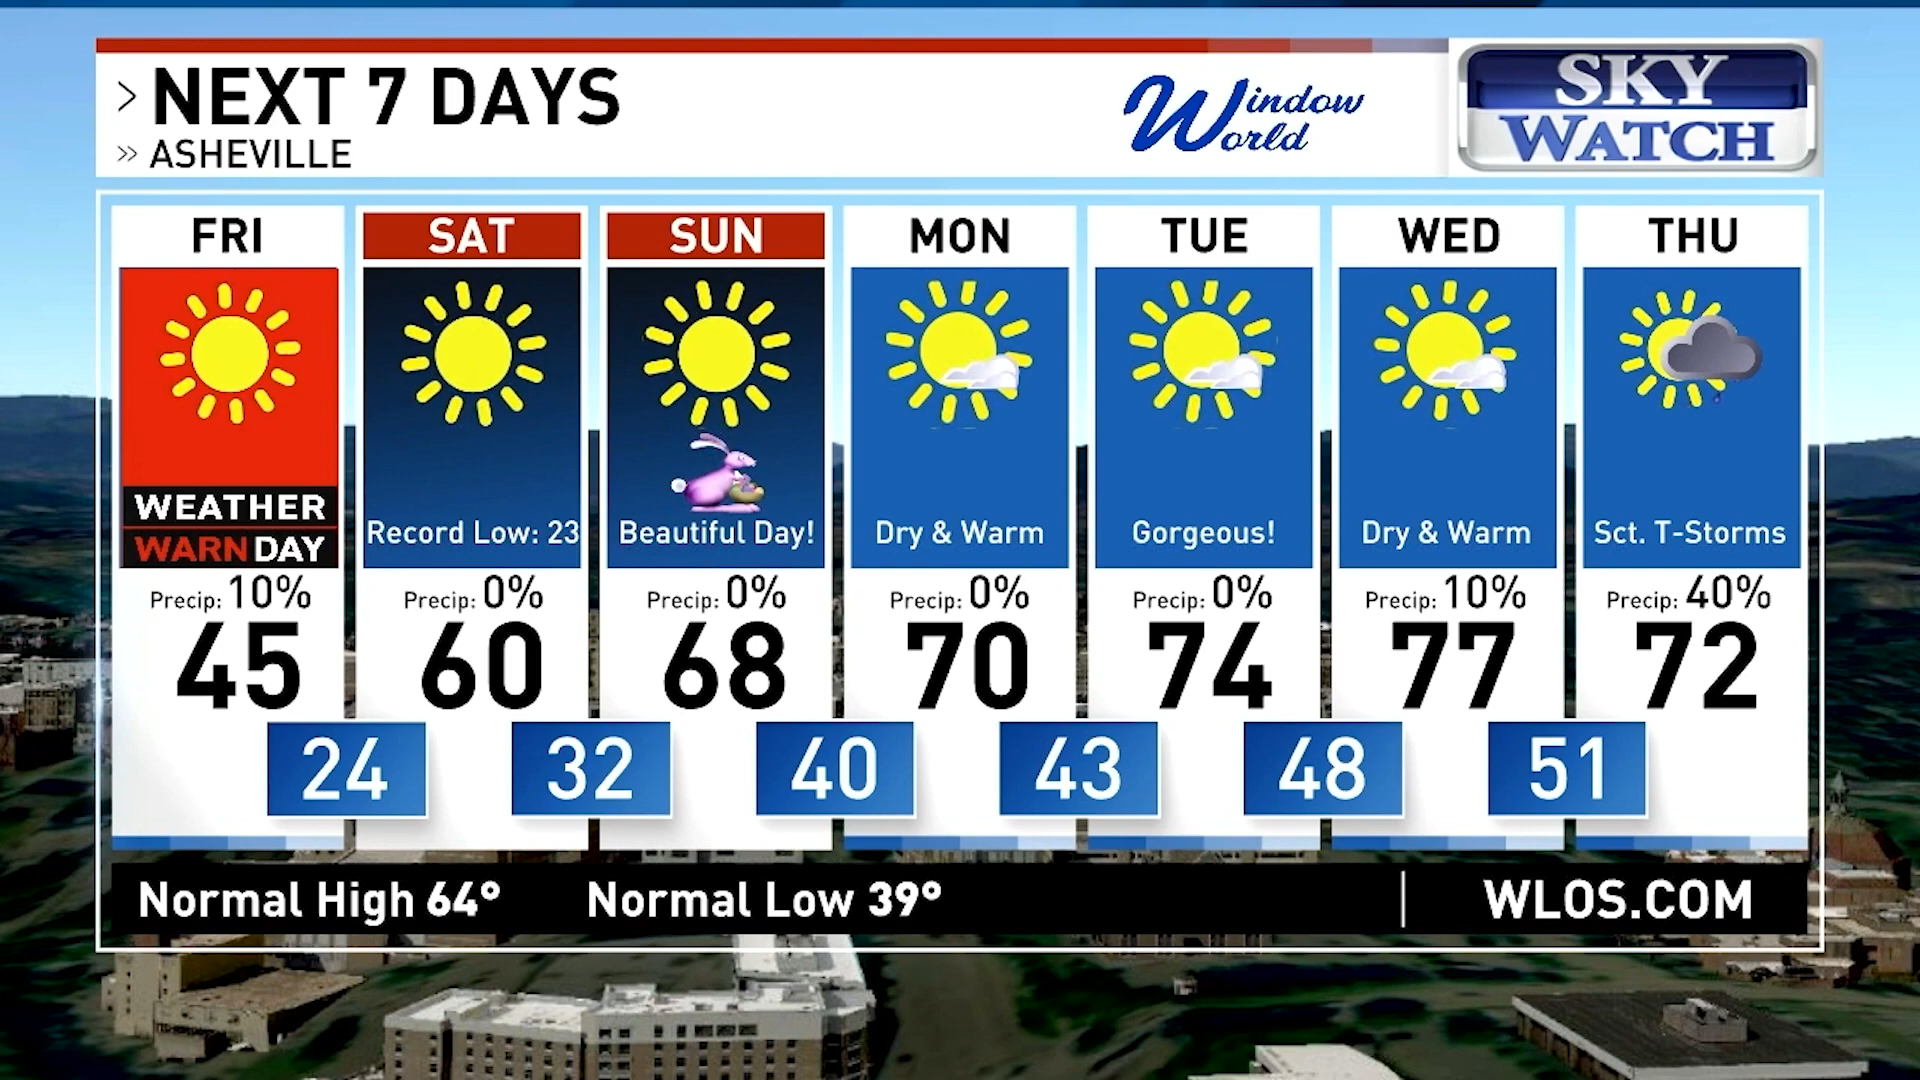 > NEXT 7 DAYS
» ASHEVILLE
Window
World
SKY
WATCH
FRI
WEATHER
WARN DAY
Precip: 10%
45
SAT
Record Low: 23
Precip: 0%
60
SUN
Beautiful Day!
Precip: 0%
68
MON
Dry & Warm
Precip: 0%
70
TUE
Gorgeous!
Precip: 0%
74
WED
Dry & Warm
Precip: 10%
77
THU
Sct. T-Storms
Precip: 40%
72
24
32
40
43
48
51
Normal High 64°
Normal Low 39°
WLOS.COM